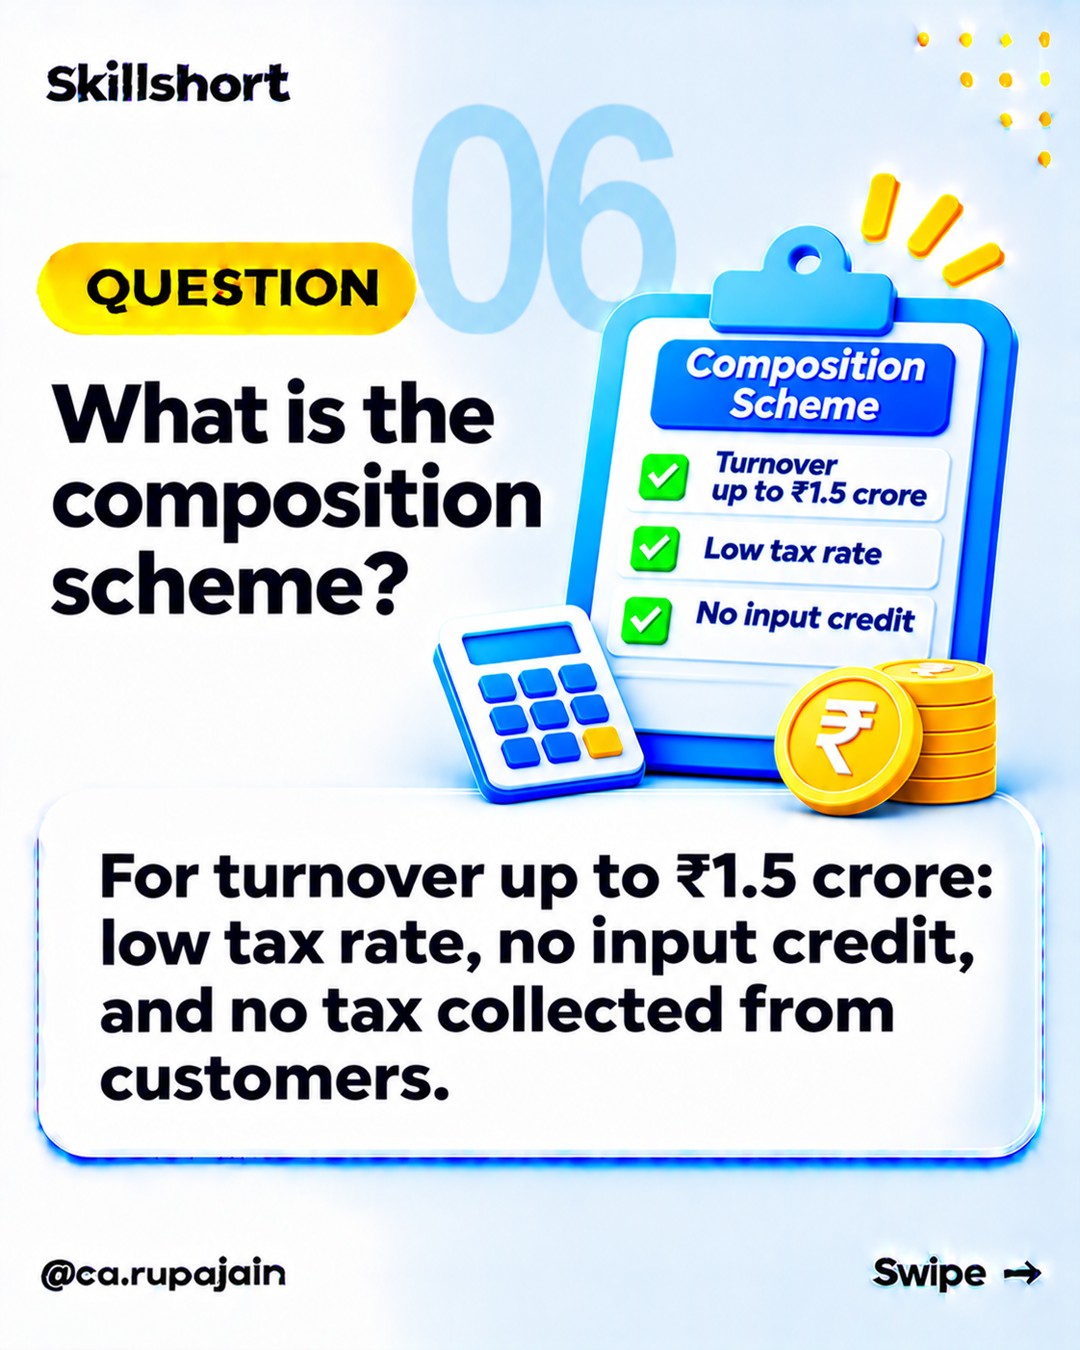 Skillshort
06
QUESTION
What is the
composition
scheme?
Composition
Scheme
Turnover
up to ₹1.5 crore
Low tax rate
No input credit
₹
₹
For turnover up to ₹1.5 crore:
low tax rate, no input credit,
and no tax collected from
customers.
@ca.rupajain
Swipe →